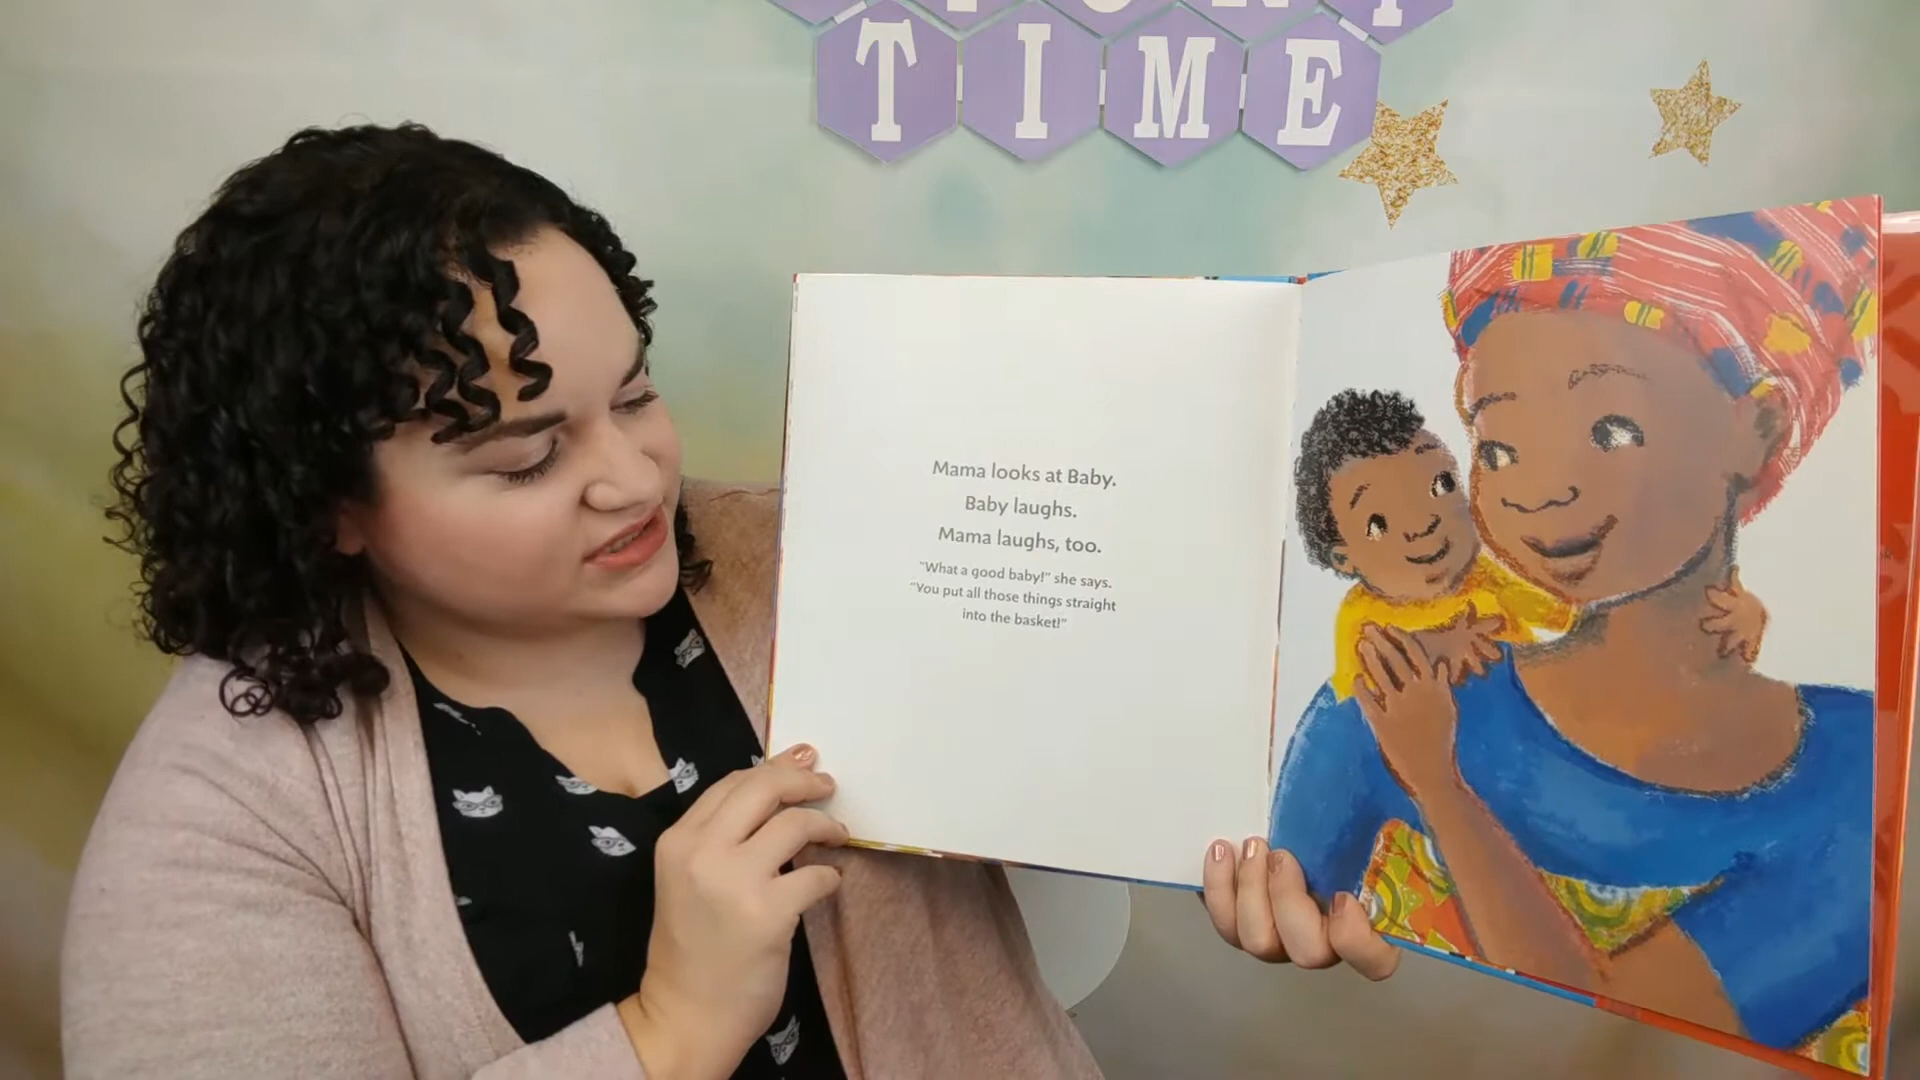 TIME
Mama looks at Baby.
Baby laughs.
Mama laughs, too.
"What a good baby!" she says.
"You put all those things straight
into the basket!"